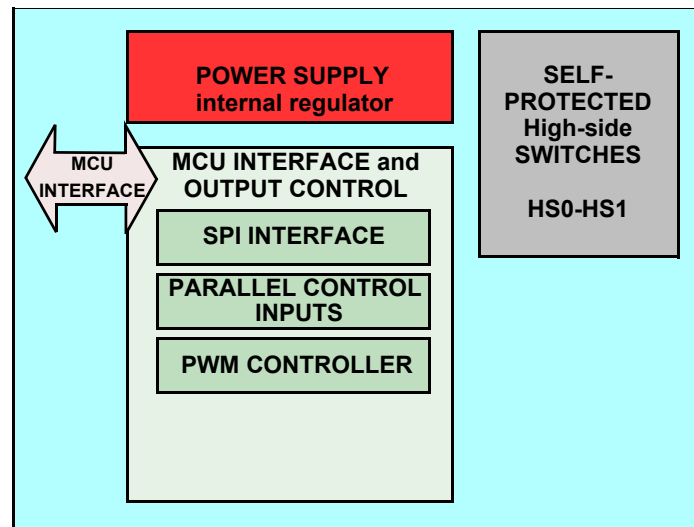 POWER SUPPLY
internal regulator
SELF-
PROTECTED
High-side
SWITCHES
HS0-HS1
MCU
INTERFACE
MCU INTERFACE and
OUTPUT CONTROL
SPI INTERFACE
PARALLEL CONTROL
INPUTS
PWM CONTROLLER